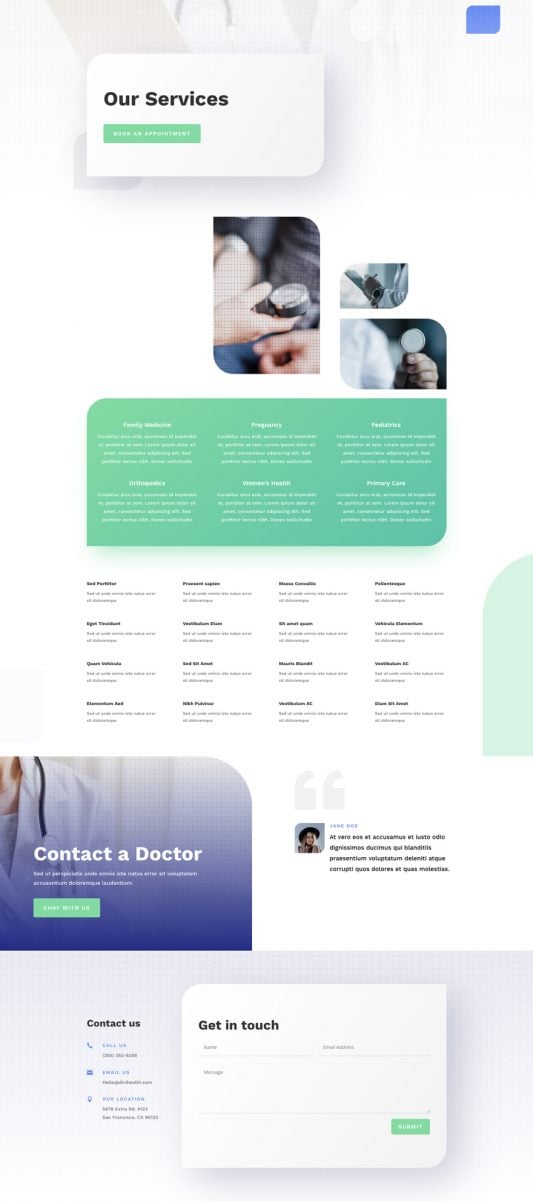 Our Services
BOOK AN APPOINTMENT
Family Medicine
Curabitur arcu erat, accumsan id imperdiet
et, porttitor at sem. Lorem ipsum dolor sit
amet, consectetur adipiscing elit. Sed
porttitor lectus nibh. Donec sollicitudin
Pregnancy
Curabitur arcu erat, accumsan id imperdiet
et, porttitor at sem. Lorem ipsum dolor sit
amet, consectetur adipiscing elit. Sed
porttitor lectus nibh. Donec sollicitudin
Pediatrics
Curabitur arcu erat, accumsan id imperdiet
et, porttitor at sem. Lorem ipsum dolor sit
amet, consectetur adipiscing elit. Sed
porttitor lectus nibh. Donec sollicitudin
Orthopedics
Curabitur arcu erat, accumsan id imperdiet
et, porttitor at sem. Lorem ipsum dolor sit
amet, consectetur adipiscing elit. Sed
porttitor lectus nibh. Donec sollicitudin
Women's Health
Curabitur arcu erat, accumsan id imperdiet
et, porttitor at sem. Lorem ipsum dolor sit
amet, consectetur adipiscing elit. Sed
porttitor lectus nibh. Donec sollicitudin
Primary Care
Curabitur arcu erat, accumsan id imperdiet
et, porttitor at sem. Lorem ipsum dolor sit
amet, consectetur adipiscing elit. Sed
porttitor lectus nibh. Donec sollicitudin
Sed Porttitor
Sed ut unde omnis iste natus error
sit doloremque
Praesent sapien
Sed ut unde omnis iste natus error
sit doloremque
Massa Convallis
Sed ut unde omnis iste natus error
sit doloremque
Pellentesque
Sed ut unde omnis iste natus error
sit doloremque
Eget Tincidunt
Sed ut unde omnis iste natus error
sit doloremque
Vestibulum Diam
Sed ut unde omnis iste natus error
sit doloremque
Sit amet quam
Sed ut unde omnis iste natus error
sit doloremque
Vehicula Elementum
Sed ut unde omnis iste natus error
sit doloremque
Quam Vehicula
Sed ut unde omnis iste natus error
sit doloremque
Sed Sit Amet
Sed ut unde omnis iste natus error
sit doloremque
Mauris Blandit
Sed ut unde omnis iste natus error
sit doloremque
Vestibulum AC
Sed ut unde omnis iste natus error
sit doloremque
Elementum Aed
Sed ut unde omnis iste natus error
sit doloremque
Nibh Pulvinar
Sed ut unde omnis iste natus error
sit doloremque
Vestibulum AC
Sed ut unde omnis iste natus error
sit doloremque
Diam Sit Amet
Sed ut unde omnis iste natus error
sit doloremque
Contact a Doctor
Sed ut perspiciatis unde omnis iste natus error sit voluptatem
accusantium doloremque laudantium.
CHAT WITH US
“
JANE DOE
At vero eos et accusamus et iusto odio
dignissimos ducimus qui blanditiis
praesentium voluptatum deleniti atque
corrupti quos dolores et quas molestias.
Contact us
CALL US
(255) 352-6258
EMAIL US
Hello@divihealth.com
OUR LOCATION
5678 Extra Rd. #123
San Francisco, CA 96120
Get in touch
Name
Email Address
Message
SUBMIT